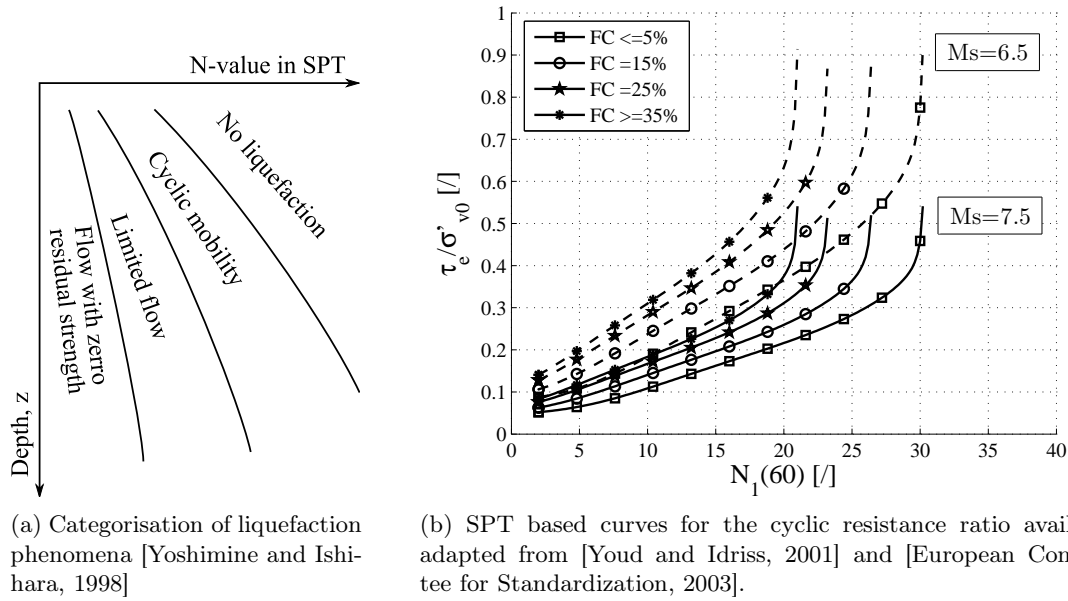 N-value in SPT
No liquefaction
Cyclic mobility
Limited flow
Flow with zerro
residual strength
Depth, z
(a) Categorisation of liquefaction
phenomena [Yoshimine and Ishi-
hara, 1998]
FC <=5%
FC =15%
FC =25%
FC >=35%
Ms=6.5
Ms=7.5
τe/σ'v0 [/]
1
0.9
0.8
0.7
0.6
0.5
0.4
0.3
0.2
0.1
0
0 5 10 15 20 25 30 35 40
N1(60) [/]
(b) SPT based curves for the cyclic resistance ratio avail
adapted from [Youd and Idriss, 2001] and [European Con
tee for Standardization, 2003].